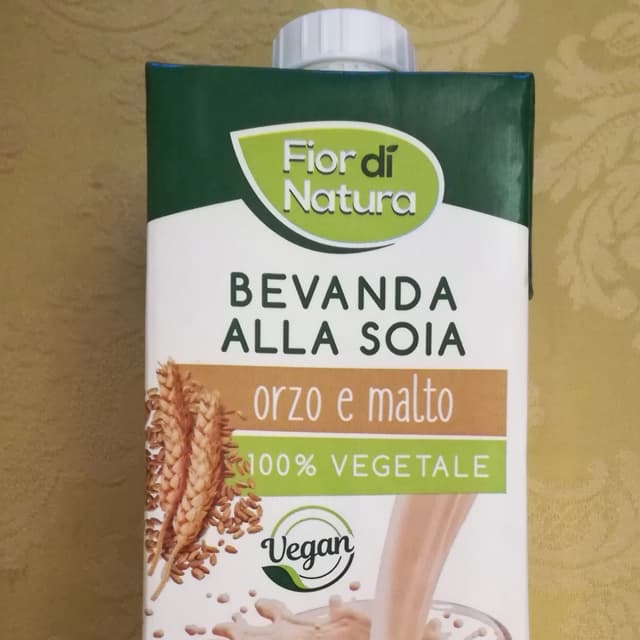 Fior di
Natura
BEVANDA
ALLA SOIA
orzo e malto
100% VEGETALE
Vegan